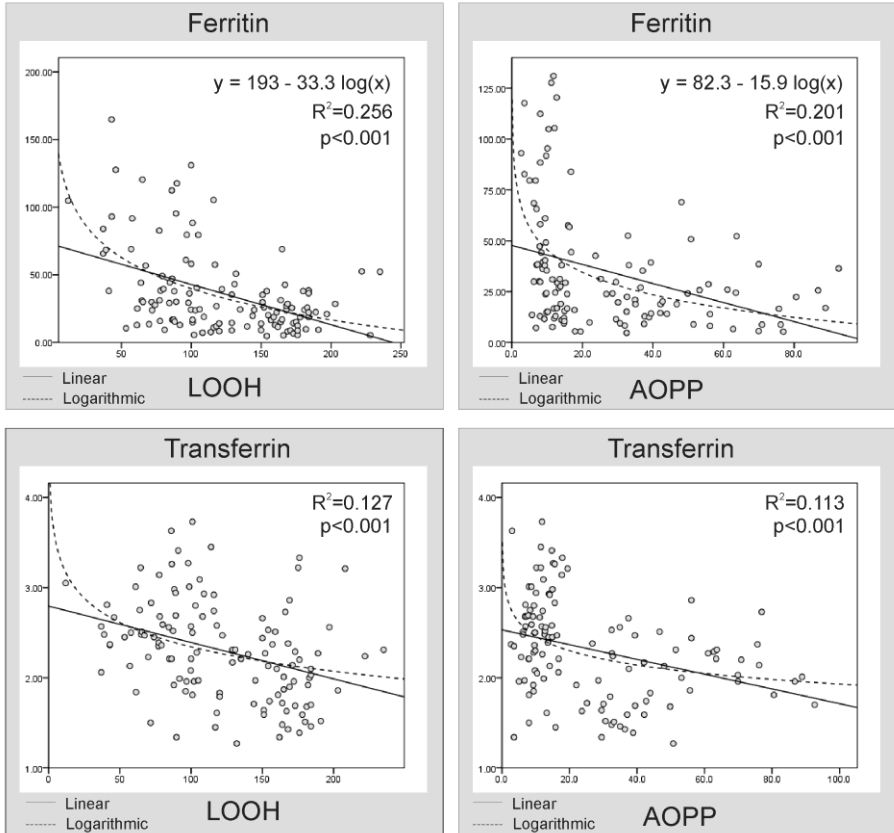 Ferritin
200.00
y = 193 - 33.3 log(x)
R²=0.256
p<0.001
150.00
100.00
50.00
0.00
50 100 150 200 250
Linear
Logarithmic
LOOH
Ferritin
y = 82.3 - 15.9 log(x)
125.00
R²=0.201
p<0.001
100.00
75.00
50.00
25.00
0.00
0.0 20.0 40.0 60.0 80.0
Linear
Logarithmic
AOPP
Transferrin
4.00
R²=0.127
p<0.001
3.00
2.00
1.00
0 50 100 150 200
Linear
Logarithmic
LOOH
Transferrin
4.00
R²=0.113
p<0.001
3.00
2.00
1.00
0.0 20.0 40.0 60.0 80.0 100.0
Linear
Logarithmic
AOPP